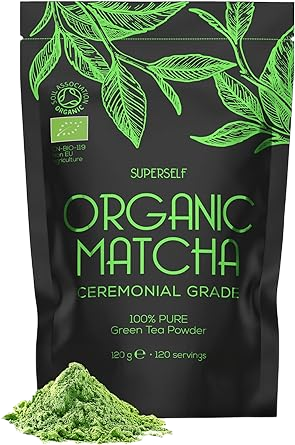 SOIL ASSOCIATION
ORGANIC
CN-BIO-119
Non EU
Agriculture
SUPERSELF
ORGANIC
MATCHA
CEREMONIAL GRADE
100% PURE
Green Tea Powder
120 g ℮ • 120 servings